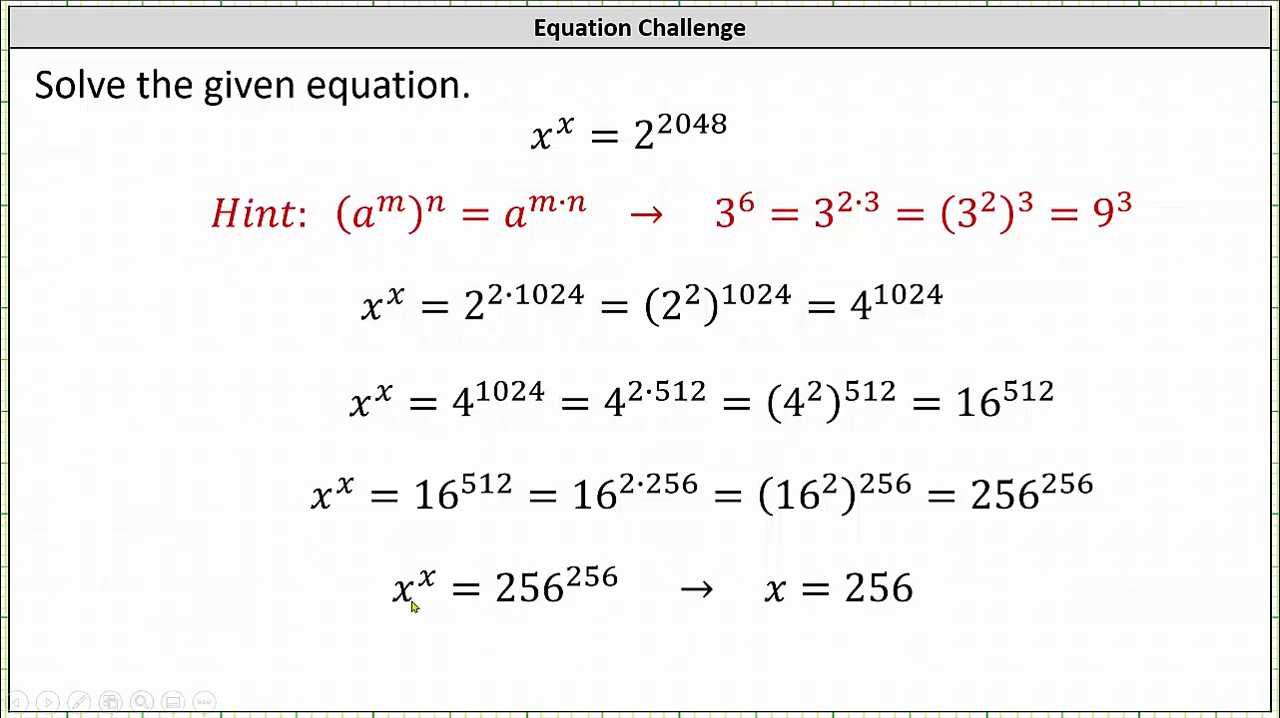 Equation Challenge
Solve the given equation.
x^x = 2^2048
Hint: (a^m)^n = a^(m·n) → 3^6 = 3^(2·3) = (3^2)^3 = 9^3
x^x = 2^(2·1024) = (2^2)^1024 = 4^1024
x^x = 4^1024 = 4^(2·512) = (4^2)^512 = 16^512
x^x = 16^512 = 16^(2·256) = (16^2)^256 = 256^256
x^x = 256^256 → x = 256